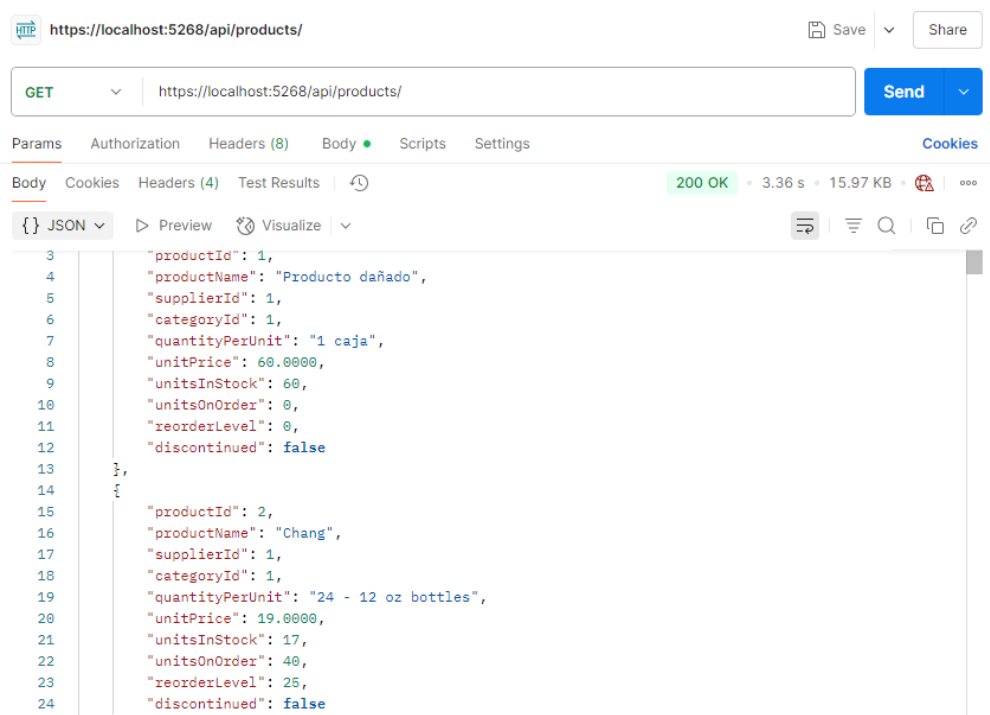 HTTP https://localhost:5268/api/products/ Save Share
GET https://localhost:5268/api/products/ Send
Params Authorization Headers (8) Body Scripts Settings Cookies
Body Cookies Headers (4) Test Results 200 OK 3.36 s 15.97 KB
{} JSON Preview Visualize
3 "productId": 1,
4 "productName": "Producto dañado",
5 "supplierId": 1,
6 "categoryId": 1,
7 "quantityPerUnit": "1 caja",
8 "unitPrice": 60.0000,
9 "unitsInStock": 60,
10 "unitsOnOrder": 0,
11 "reorderLevel": 0,
12 "discontinued": false
13 },
14 {
15 "productId": 2,
16 "productName": "Chang",
17 "supplierId": 1,
18 "categoryId": 1,
19 "quantityPerUnit": "24 - 12 oz bottles",
20 "unitPrice": 19.0000,
21 "unitsInStock": 17,
22 "unitsOnOrder": 40,
23 "reorderLevel": 25,
24 "discontinued": false